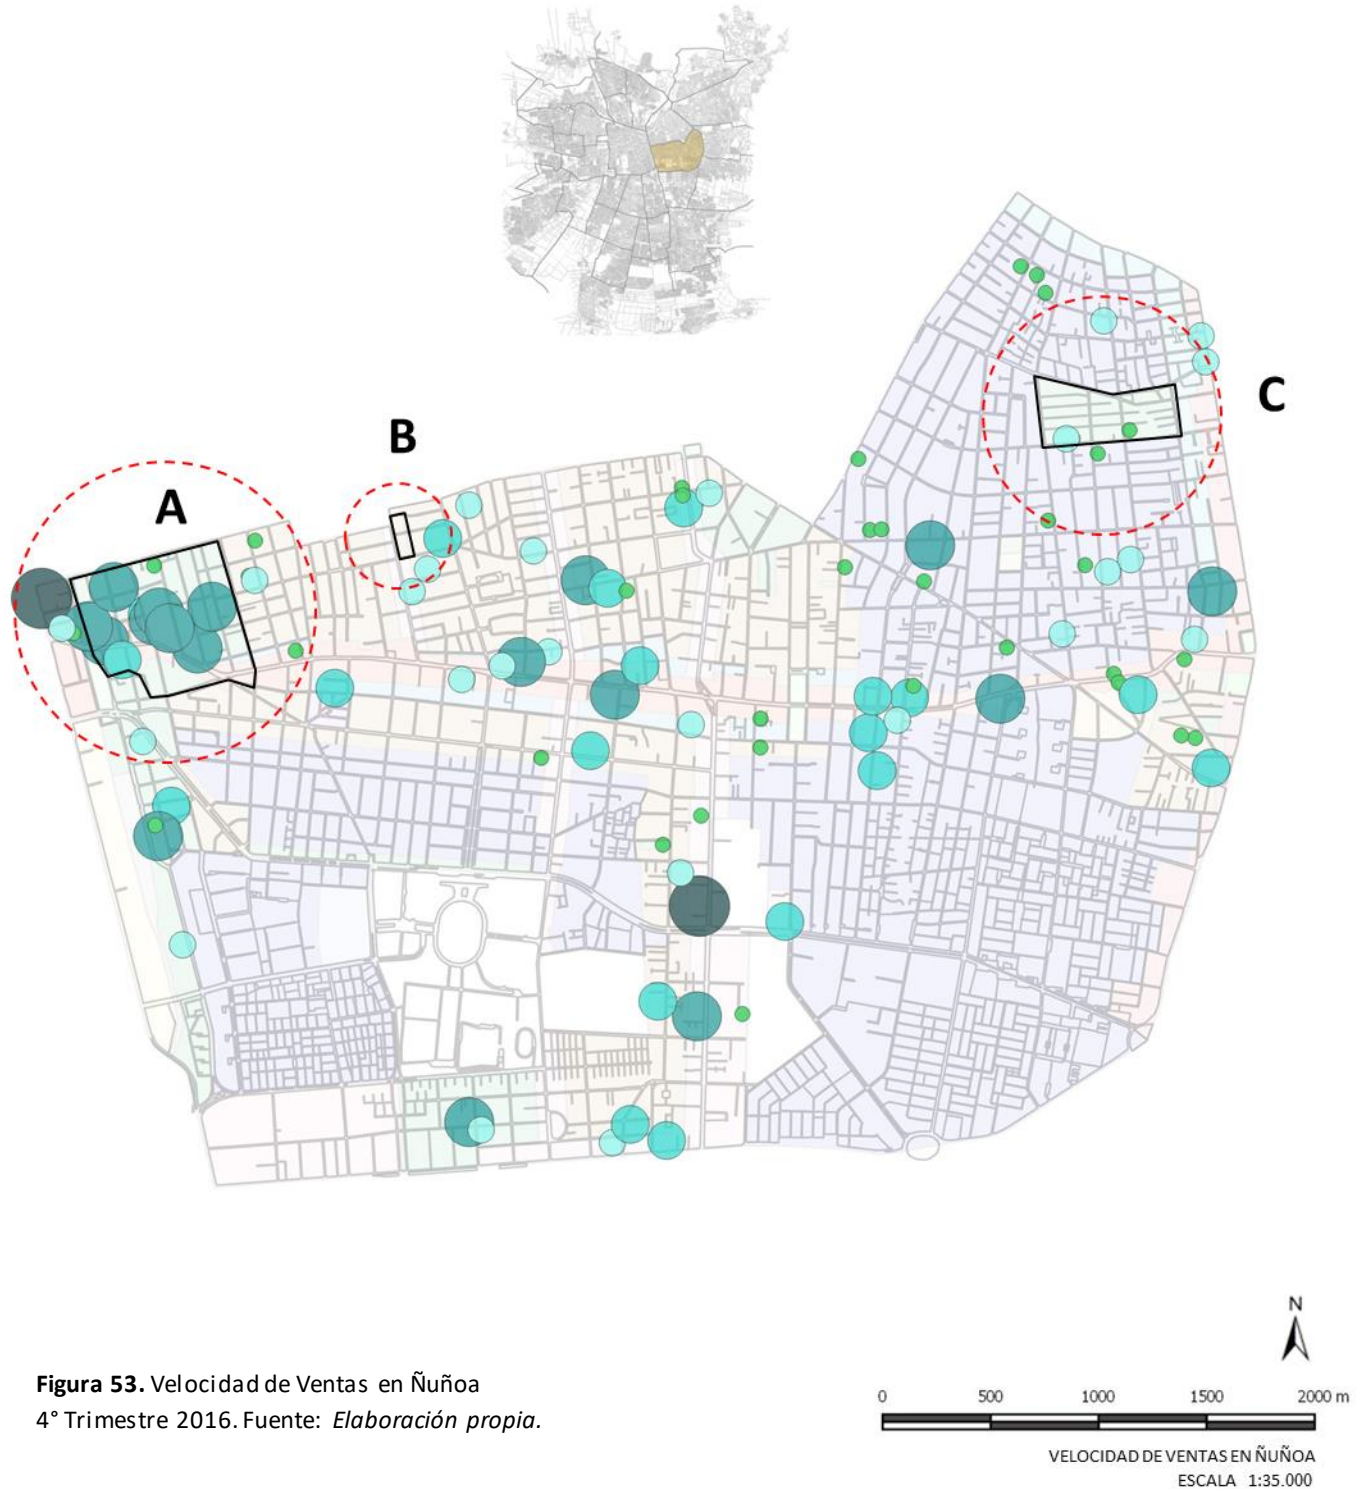 C
B
A
N
Figura 53. Velocidad de Ventas en Ñuñoa
4° Trimestre 2016. Fuente: Elaboración propia.
0 500 1000 1500 2000 m
VELOCIDAD DE VENTAS EN ÑUÑOA
ESCALA 1:35.000